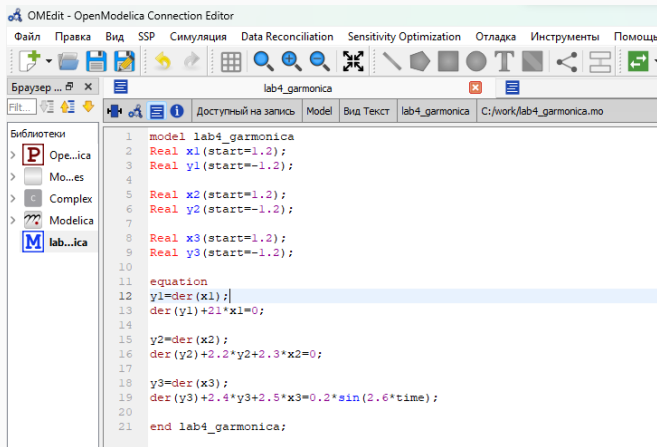 OMEdit - OpenModelica Connection Editor
Файл Правка Вид SSP Симуляция Data Reconciliation Sensitivity Optimization Отладка Инструменты Помощь
Браузер ...
lab4_garmonica
Filt...
Доступный на запись Model Вид Текст lab4_garmonica C:/work/lab4_garmonica.mo
Библиотеки
P Ope...ica
Mo...es
C Complex
Modelica
M lab...ica
1 model lab4_garmonica
2 Real x1(start=1.2);
3 Real y1(start=-1.2);
4
5 Real x2(start=1.2);
6 Real y2(start=-1.2);
7
8 Real x3(start=1.2);
9 Real y3(start=-1.2);
10
11 equation
12 y1=der(x1);
13 der(y1)+21*x1=0;
14
15 y2=der(x2);
16 der(y2)+2.2*y2+2.3*x2=0;
17
18 y3=der(x3);
19 der(y3)+2.4*y3+2.5*x3=0.2*sin(2.6*time);
20
21 end lab4_garmonica;